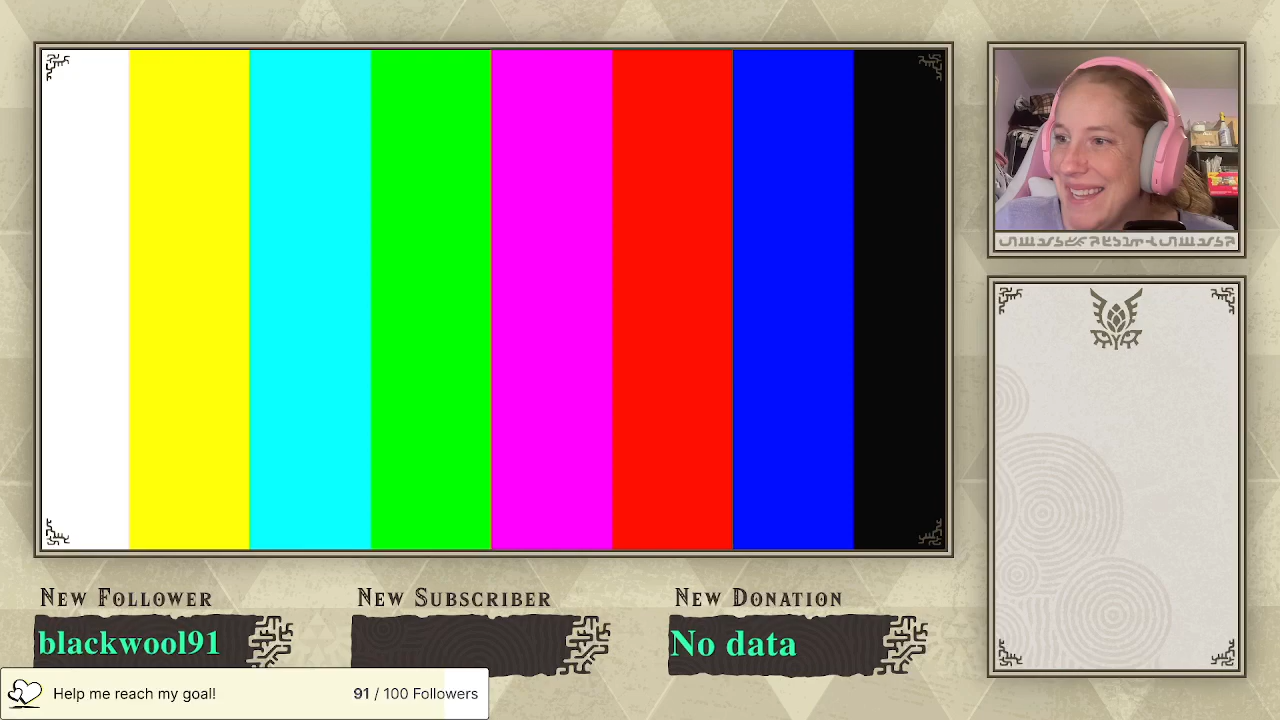 New Follower
New Subscriber
New Donation
blackwool91
No data
Help me reach my goal!
91 / 100 Followers